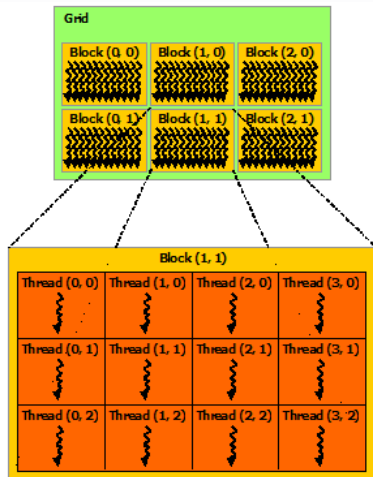 Grid
Block (0, 0) Block (1, 0) Block (2, 0)
Block (0, 1) Block (1, 1) Block (2, 1)
Block (1, 1)
Thread (0, 0) Thread (1, 0) Thread (2, 0) Thread (3, 0)
Thread (0, 1) Thread (1, 1) Thread (2, 1) Thread (3, 1)
Thread (0, 2) Thread (1, 2) Thread (2, 2) Thread (3, 2)